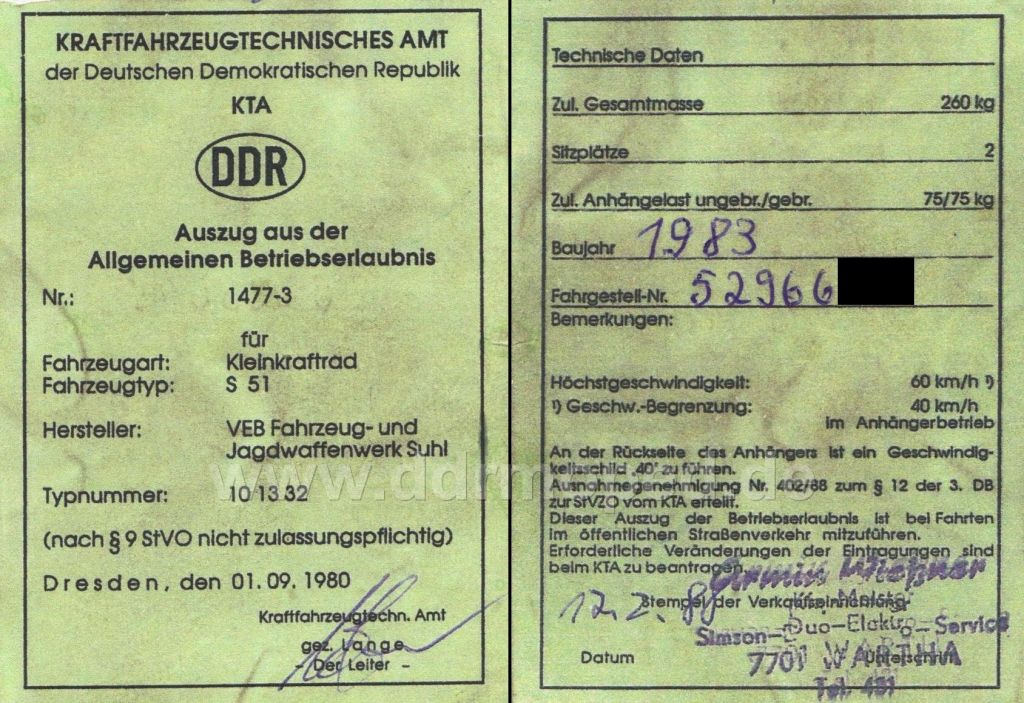 KRAFTFAHRZEUGTECHNISCHES AMT
der Deutschen Demokratischen Republik
KTA
DDR
Auszug aus der
Allgemeinen Betriebserlaubnis
Nr.: 1477-3
für
Fahrzeugart: Kleinkraftrad
Fahrzeugtyp: S 51
Hersteller: VEB Fahrzeug- und
Jagdwaffenwerk Suhl
Typnummer: 10 13 32
(nach § 9 StVO nicht zulassungspflichtig)
Dresden, den 01. 09. 1980
Kraftfahrzeugtechn. Amt
gez. Lange
- Der Leiter -
Technische Daten
Zul. Gesamtmasse 260 kg
Sitzplätze 2
Zul. Anhängelast ungebr./gebr. 75/75 kg
Baujahr 1983
Fahrgestell-Nr. 52966
Bemerkungen:
Höchstgeschwindigkeit: 60 km/h ¹)
¹) Geschw.-Begrenzung: 40 km/h
im Anhängerbetrieb
An der Rückseite des Anhängers ist ein Geschwindig-
keitsschild ‚40' zu führen.
Ausnahmegenehmigung Nr. 402/88 zum § 12 der 3. DB
zur StVZO vom KTA erteilt.
Dieser Auszug der Betriebserlaubnis ist bei Fahrten
im öffentlichen Straßenverkehr mitzuführen.
Erforderliche Veränderungen der Eintragungen sind
beim KTA zu beantragen.
Stempel der Verkaufseinrichtung
Simson-Duo-Elektro-Service
7701 WARTHA
Datum Unterschrift
Tel. 431